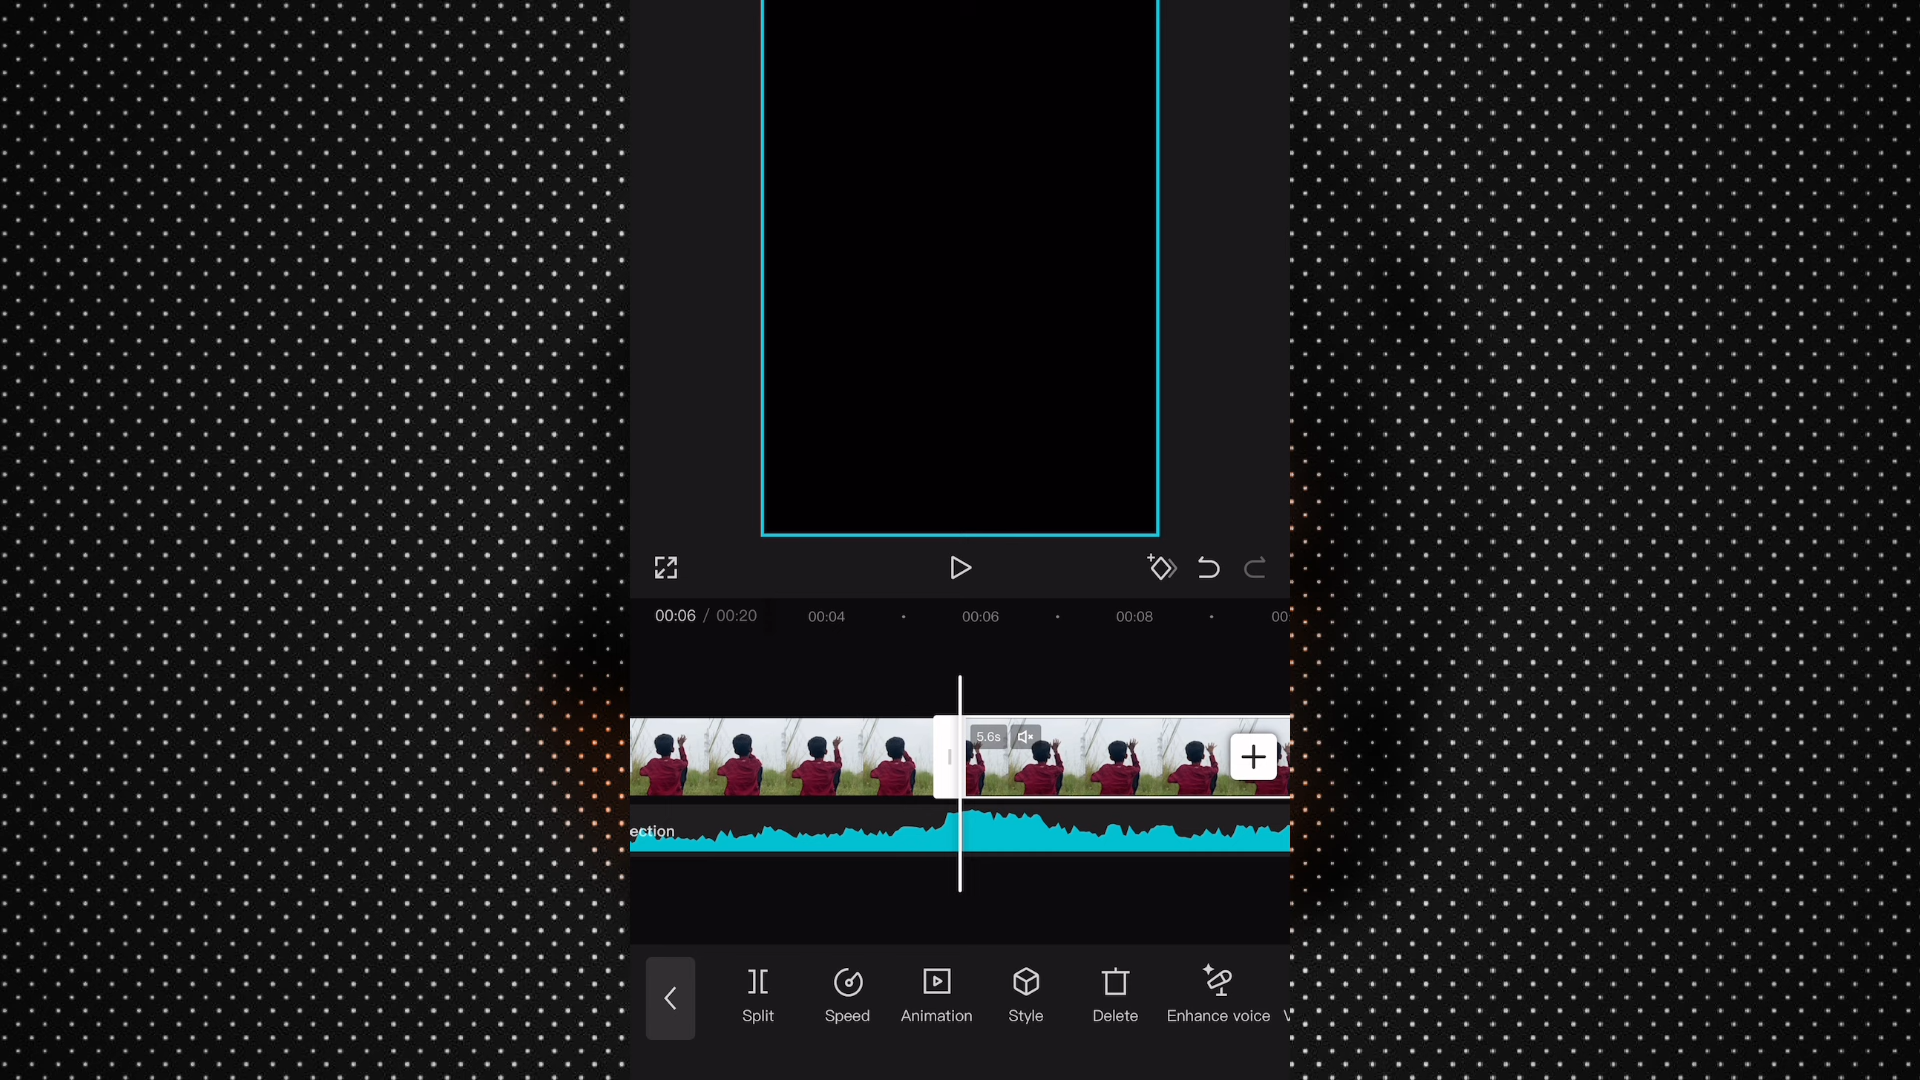 00:06 / 00:20 00:04 00:06 00:08 00:
5.6s
ection
Split Speed Animation Style Delete Enhance voice